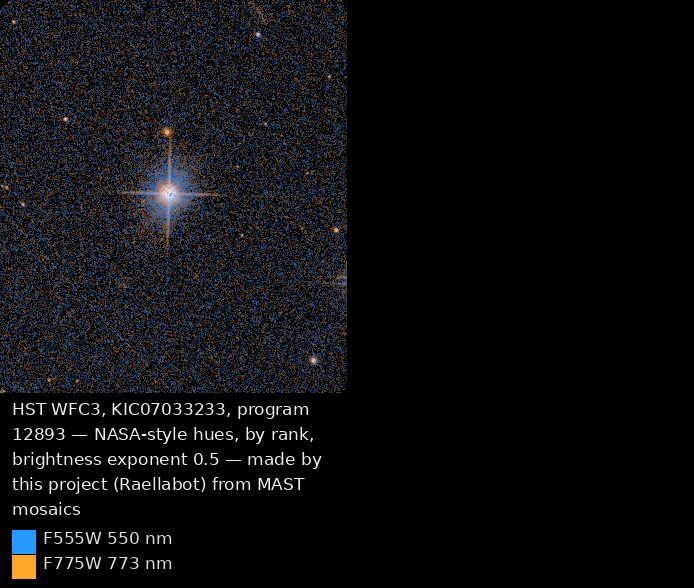 HST WFC3, KIC07033233, program
12893 — NASA-style hues, by rank,
brightness exponent 0.5 — made by
this project (Raellabot) from MAST
mosaics
F555W 550 nm
F775W 773 nm